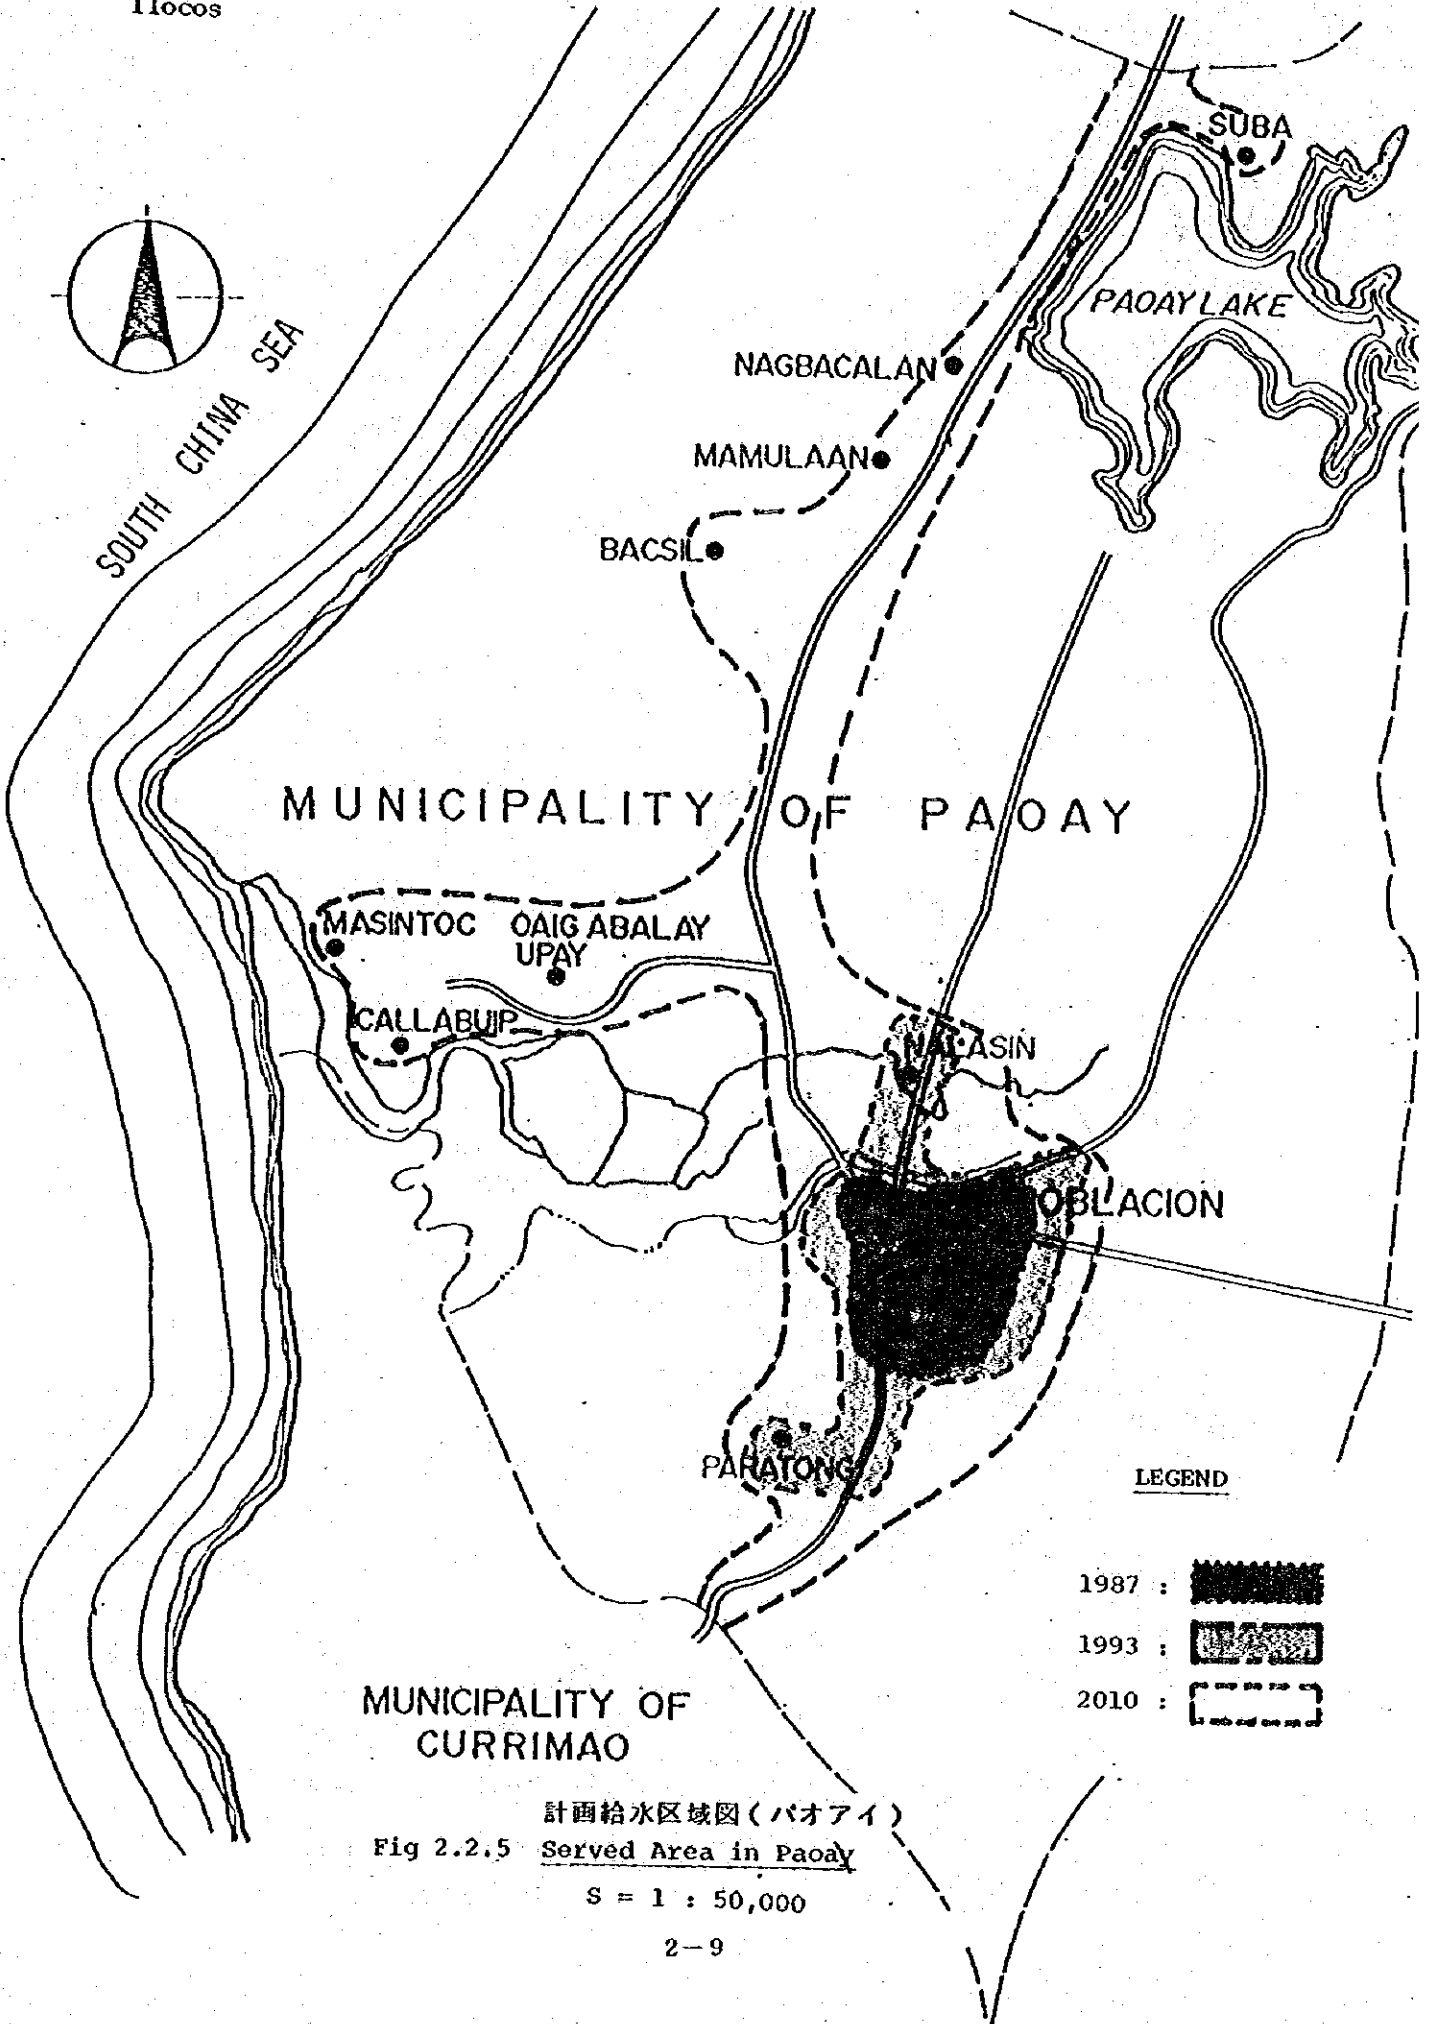 Ilocos
SUBA
PAOAY LAKE
SOUTH CHINA SEA
NAGBACALAN
MAMULAAN
BACSIL
MUNICIPALITY OF PAOAY
MASINTOC
OAIG ABALAY
UPAY
CALLABUIP
NALASIN
OBLACION
PARATONG
LEGEND
1987 :
1993 :
2010 :
MUNICIPALITY OF
CURRIMAO
計画給水区域図(パオアイ)
Fig 2.2.5 Served Area in Paoay
S = 1 : 50,000
2-9